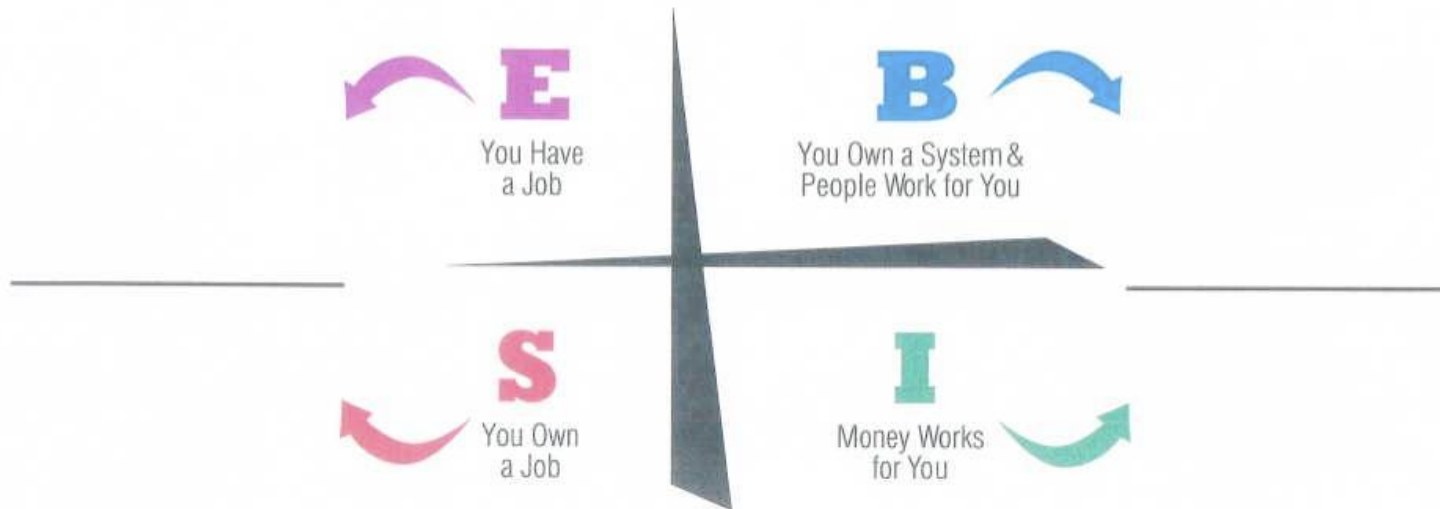 E
You Have
a Job
B
You Own a System &
People Work for You
S
You Own
a Job
I
Money Works
for You